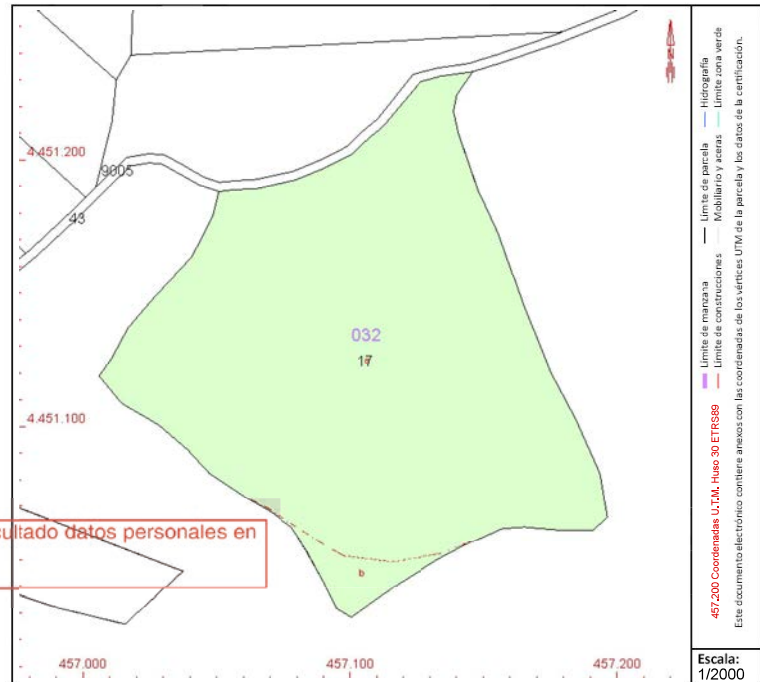 4.451.200
9005
43
032
17
4.451.100
cultado datos personales en
b
457.000
457.100
457.200
Límite de manzana
Límite de parcela
Hidrografía
457.200 Coordenadas U.T.M. Huso 30 ETRS89
Límite de construcciones
Mobiliario y aceras
Límite zona verde
Este documento electrónico contiene anexos con las coordenadas de los vértices UTM de la parcela y los datos de la certificación.
Escala:
1/2000